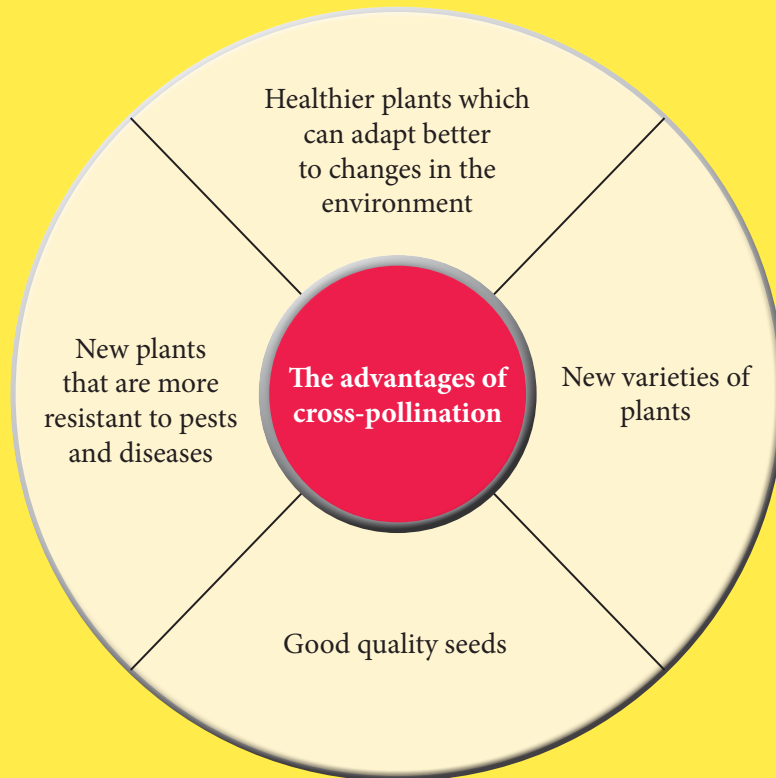 Healthier plants which
can adapt better
to changes in the
environment
New plants
that are more
resistant to pests
and diseases
The advantages of
cross-pollination
New varieties of
plants
Good quality seeds